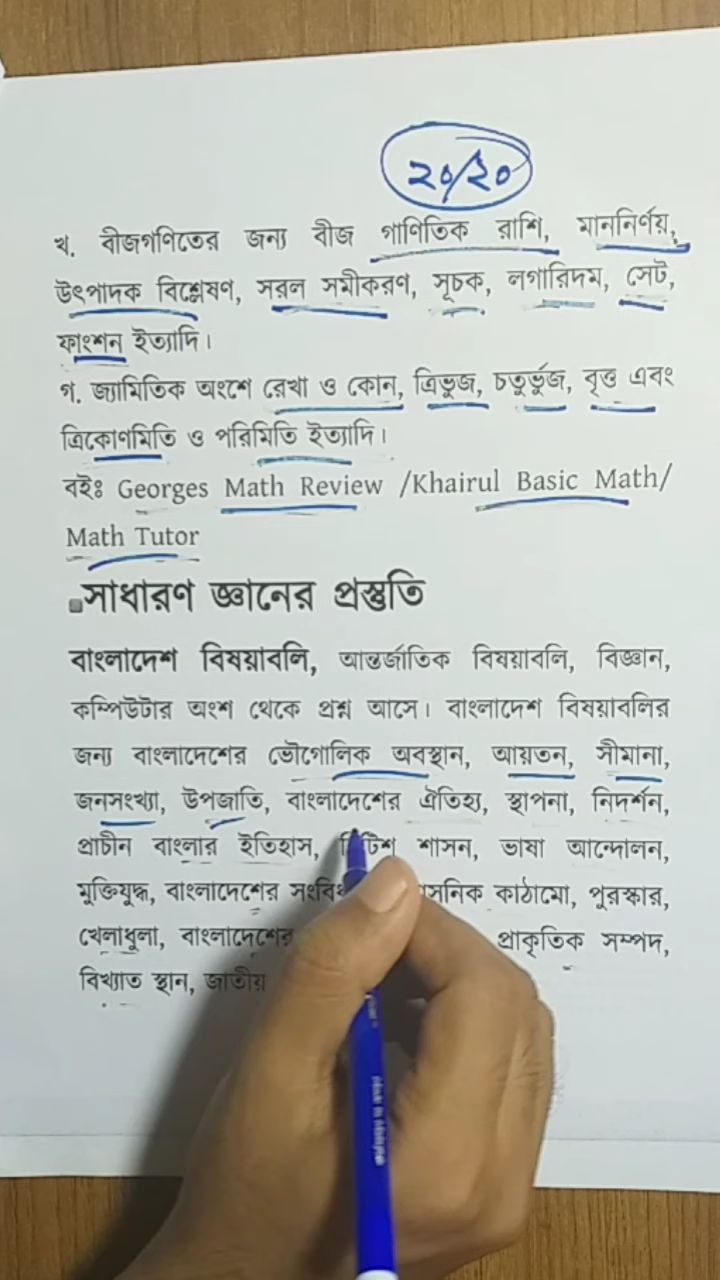 ২০/২০
খ. বীজগণিতের জন্য বীজ গাণিতিক রাশি, মাননির্ণয়,
উৎপাদক বিশ্লেষণ, সরল সমীকরণ, সূচক, লগারিদম, সেট,
ফাংশন ইত্যাদি।
গ. জ্যামিতিক অংশে রেখা ও কোন, ত্রিভুজ, চতুর্ভুজ, বৃত্ত এবং
ত্রিকোণমিতি ও পরিমিতি ইত্যাদি।
বইঃ Georges Math Review /Khairul Basic Math/
Math Tutor
সাধারণ জ্ঞানের প্রস্তুতি
বাংলাদেশ বিষয়াবলি, আন্তর্জাতিক বিষয়াবলি, বিজ্ঞান,
কম্পিউটার অংশ থেকে প্রশ্ন আসে। বাংলাদেশ বিষয়াবলির
জন্য বাংলাদেশের ভৌগোলিক অবস্থান, আয়তন, সীমানা,
জনসংখ্যা, উপজাতি, বাংলাদেশের ঐতিহ্য, স্থাপনা, নিদর্শন,
প্রাচীন বাংলার ইতিহাস, শাসন, ভাষা আন্দোলন,
মুক্তিযুদ্ধ, বাংলাদেশের কাঠামো, পুরস্কার,
খেলাধুলা, বাংলাদেশের প্রাকৃতিক সম্পদ,
বিখ্যাত স্থান, জাতীয়